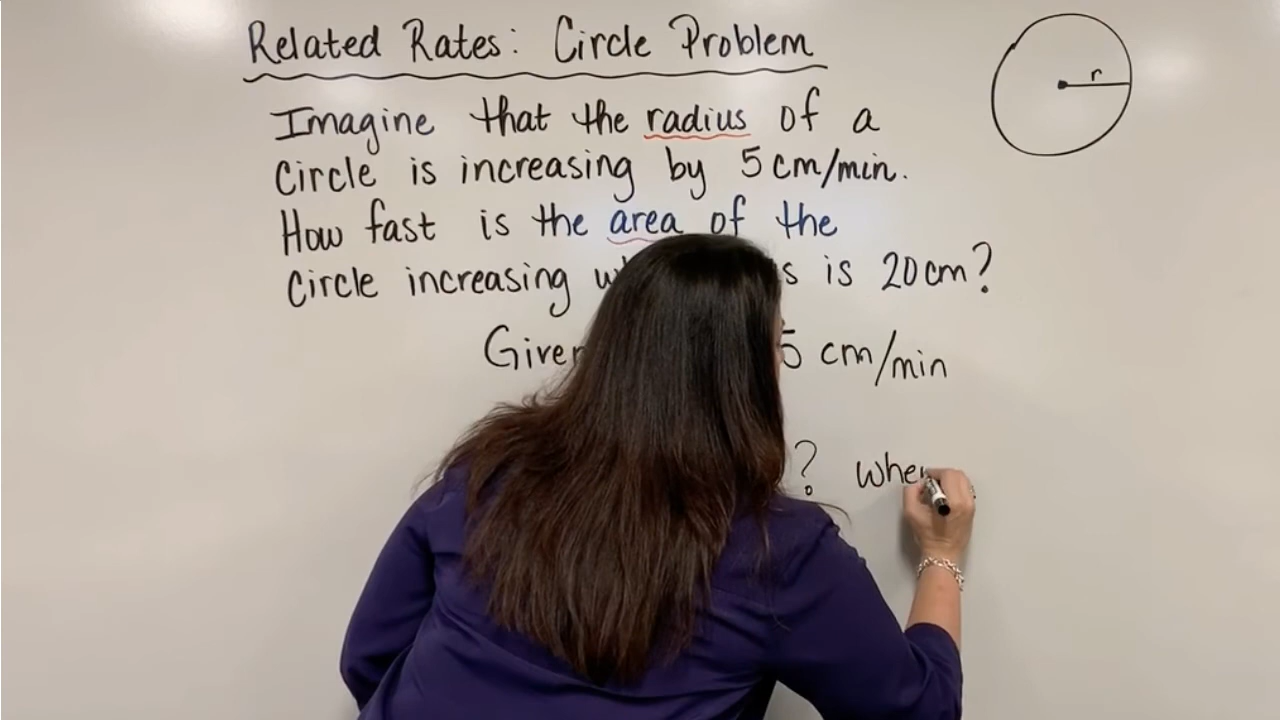 Related Rates: Circle Problem
r
Imagine that the radius of a
circle is increasing by 5 cm/min.
How fast is the area of the
circle increasing is 20 cm?
5 cm/min
? whe